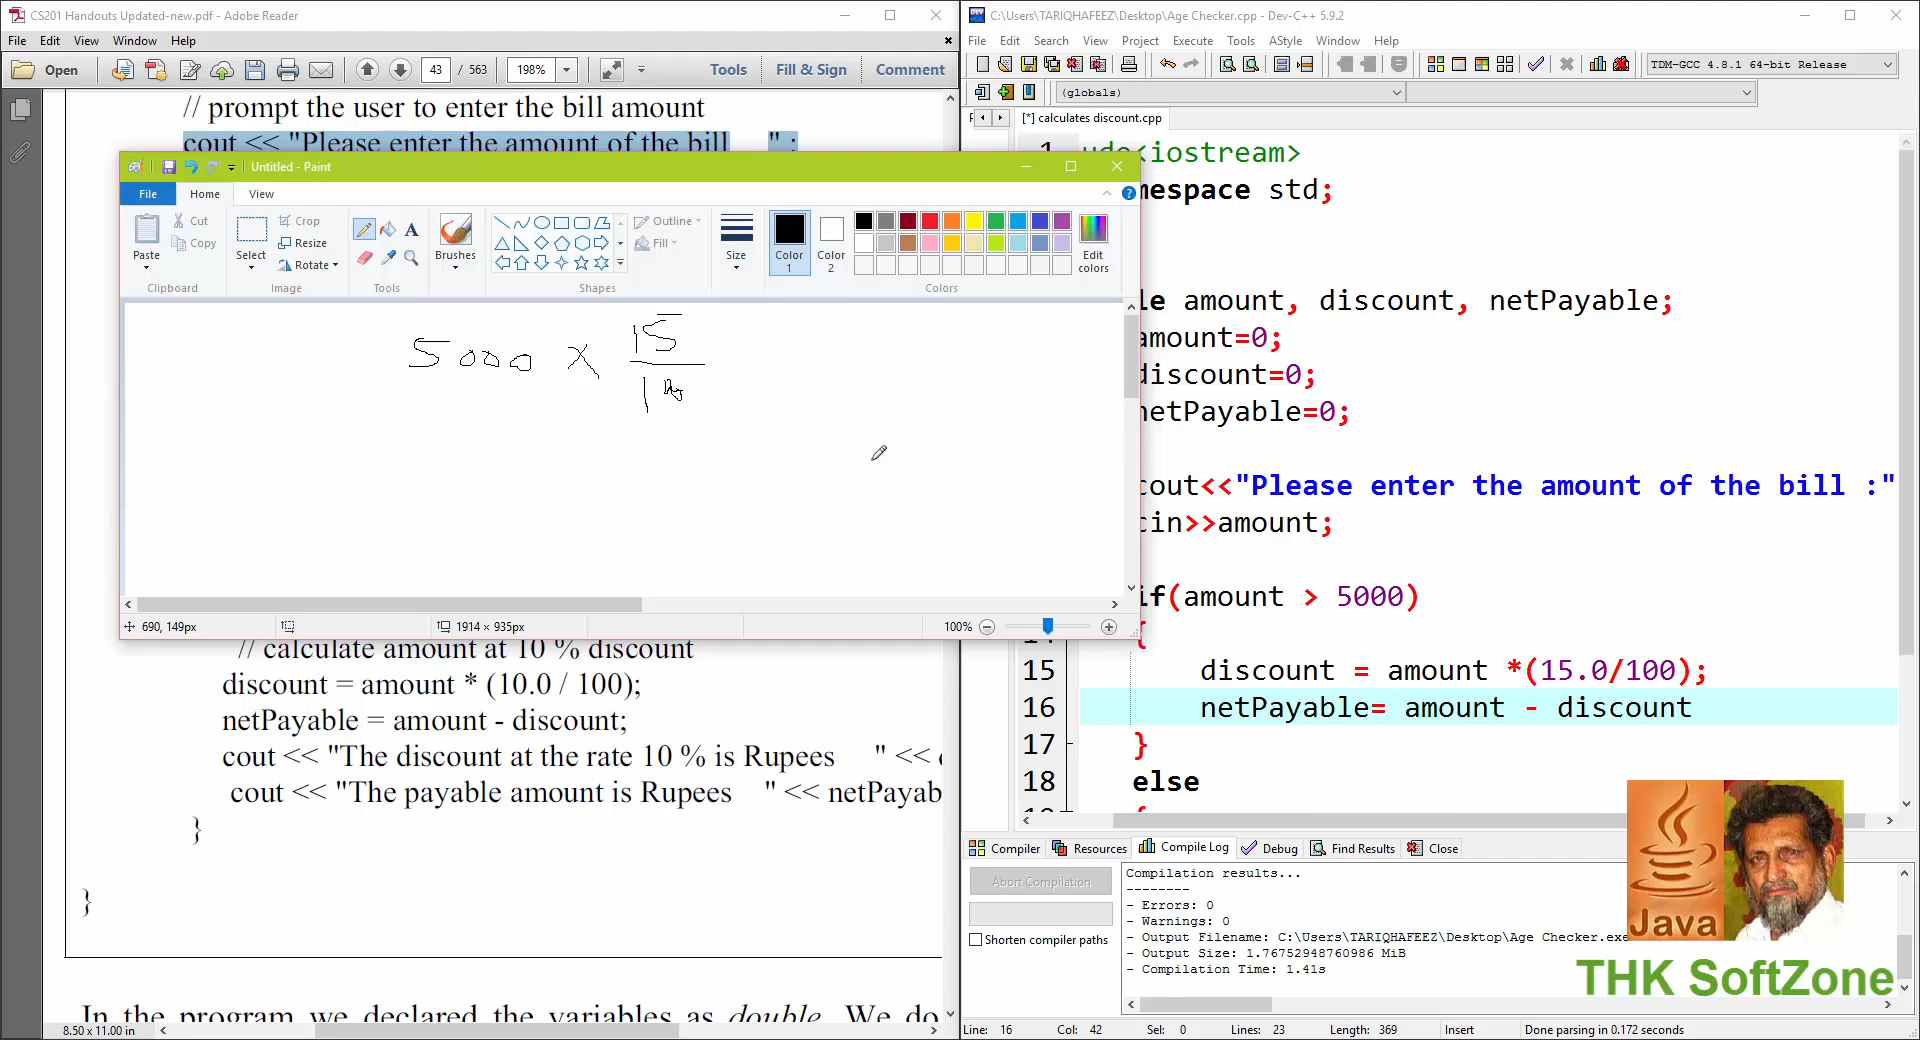 CS201 Handouts Updated-new.pdf - Adobe Reader
File Edit View Window Help
Open 43 / 563 198% Tools Fill & Sign Comment
// prompt the user to enter the bill amount
cout << "Please enter the amount of the bill " ;
Untitled - Paint
File Home View
Paste Cut Copy Clipboard
Select Crop Resize Rotate Image
Tools
Brushes
Shapes Outline Fill
Size
Color 1 Color 2 Edit colors Colors
5000 × 15
690, 149px 1914 × 935px 100%
// calculate amount at 10 % discount
discount = amount * (10.0 / 100);
netPayable = amount - discount;
cout << "The discount at the rate 10 % is Rupees " <<
cout << "The payable amount is Rupees " << netPayab
}
}
In the program we declared the variables as double. We do
8.50 x 11.00 in
C:\Users\TARIQHAFEEZ\Desktop\Age Checker.cpp - Dev-C++ 5.9.2
File Edit Search View Project Execute Tools AStyle Window Help
TDM-GCC 4.8.1 64-bit Release
(globals)
[*] calculates discount.cpp
<iostream>
mespace std;
le amount, discount, netPayable;
amount=0;
discount=0;
netPayable=0;
cout<<"Please enter the amount of the bill :"
cin>>amount;
if(amount > 5000)
{
15 discount = amount *(15.0/100);
16 netPayable= amount - discount
17 }
18 else
Compiler Resources Compile Log Debug Find Results Close
Abort Compilation
Shorten compiler paths
Compilation results...
--------
- Errors: 0
- Warnings: 0
- Output Filename: C:\Users\TARIQHAFEEZ\Desktop\Age Checker.exe
- Output Size: 1.76752948760986 MiB
- Compilation Time: 1.41s
Java
THK SoftZone
Line: 16 Col: 42 Sel: 0 Lines: 23 Length: 369 Insert Done parsing in 0.172 seconds